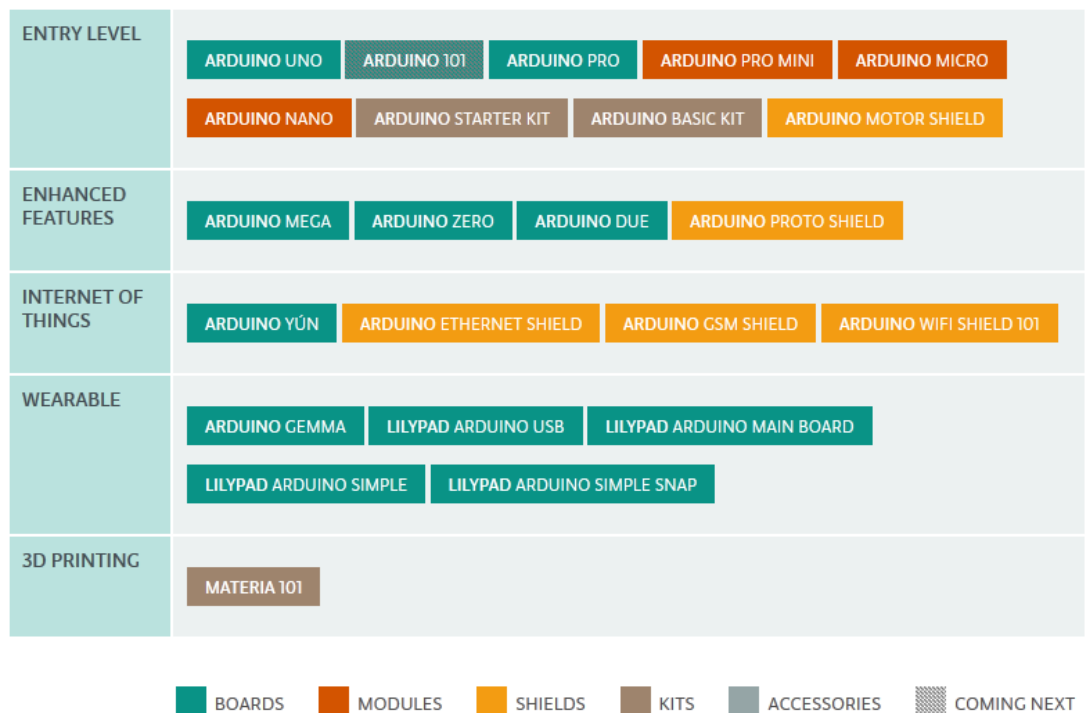 ENTRY LEVEL
ARDUINO UNO ARDUINO 101 ARDUINO PRO ARDUINO PRO MINI ARDUINO MICRO
ARDUINO NANO ARDUINO STARTER KIT ARDUINO BASIC KIT ARDUINO MOTOR SHIELD
ENHANCED
FEATURES
ARDUINO MEGA ARDUINO ZERO ARDUINO DUE ARDUINO PROTO SHIELD
INTERNET OF
THINGS
ARDUINO YÚN ARDUINO ETHERNET SHIELD ARDUINO GSM SHIELD ARDUINO WIFI SHIELD 101
WEARABLE
ARDUINO GEMMA LILYPAD ARDUINO USB LILYPAD ARDUINO MAIN BOARD
LILYPAD ARDUINO SIMPLE LILYPAD ARDUINO SIMPLE SNAP
3D PRINTING
MATERIA 101
BOARDS MODULES SHIELDS KITS ACCESSORIES COMING NEXT